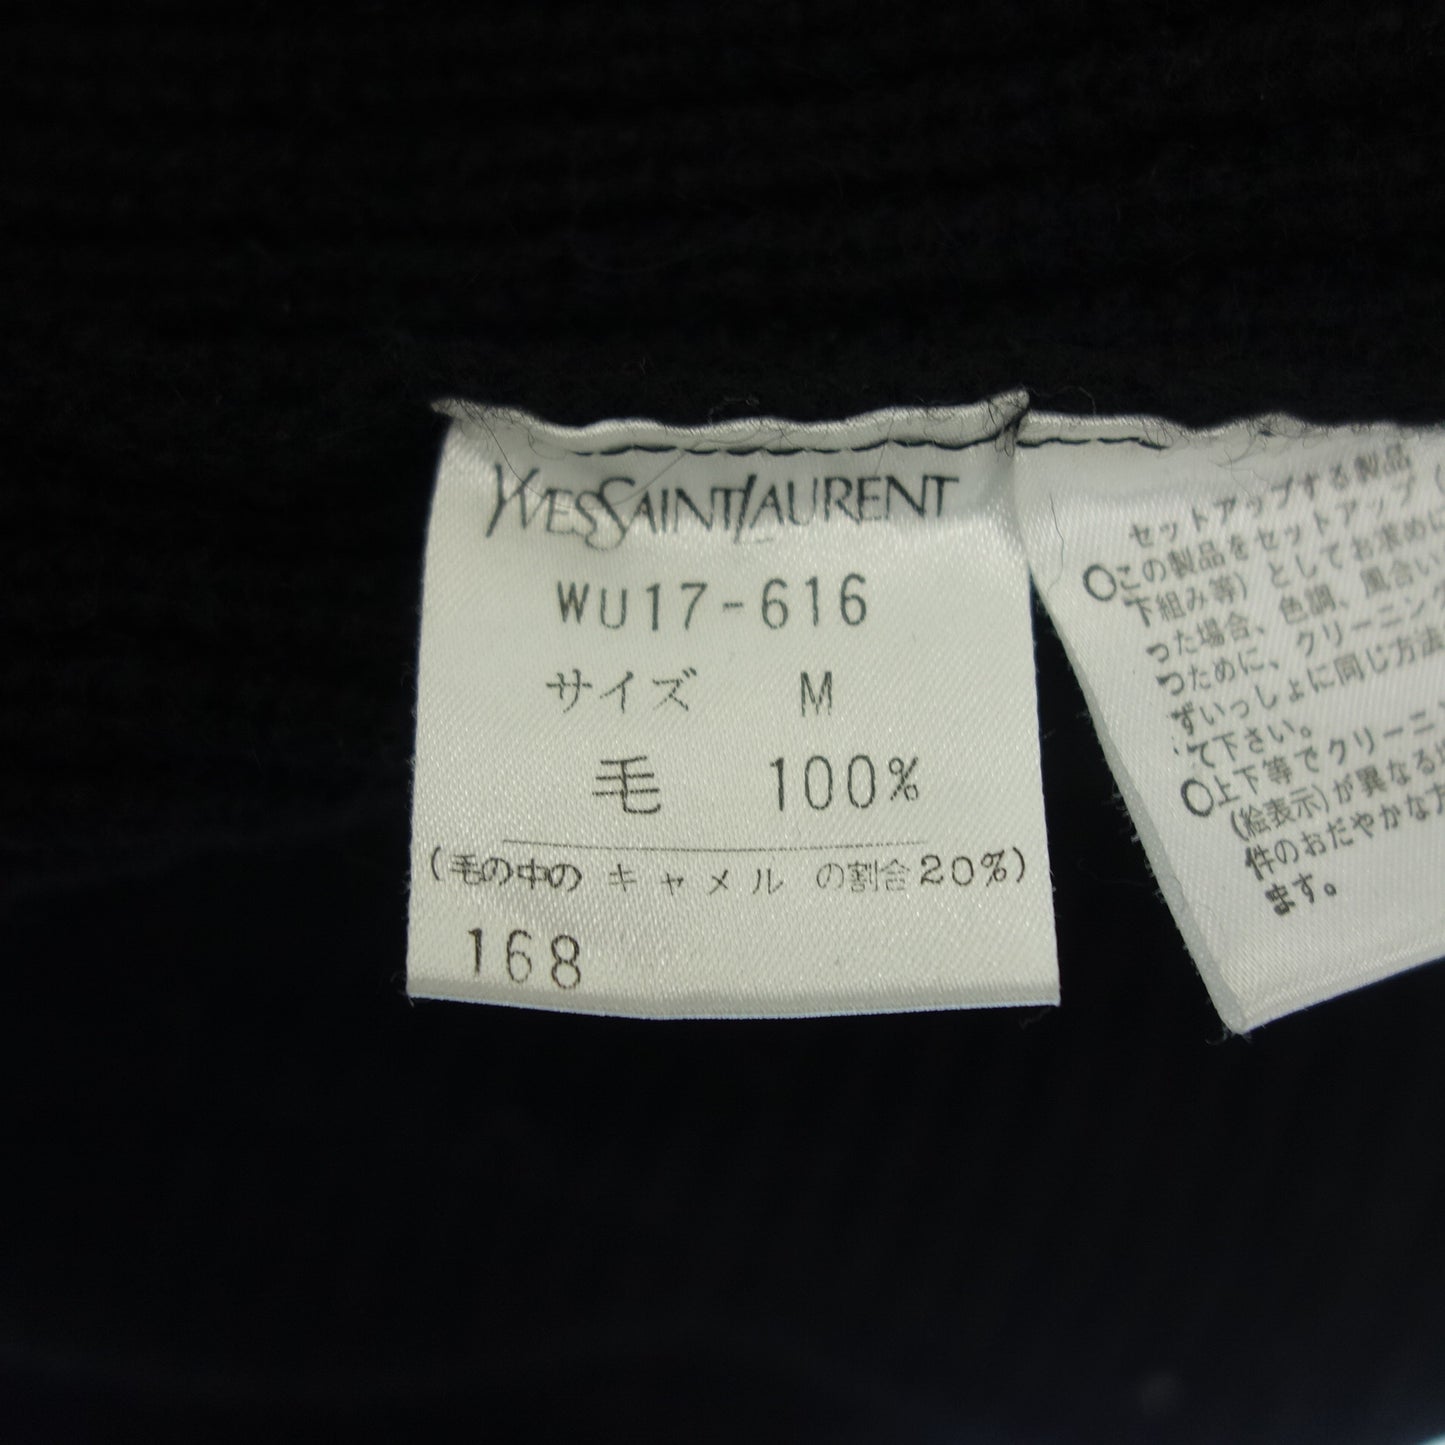 YVESSAINTLAURENT
WU17-616
サイズ M
毛 100%
(毛の中の キャメル の割合20%)
168
セットアップする製品
○この製品をセットアップ(
下組み等)としてお求めに
った場合、色調、風合い
つために、クリーニング
ずいっしょに同じ方法
て下さい。
○上下等でクリーニン
(絵表示)が異なる場
件のおだやかな方
ます。